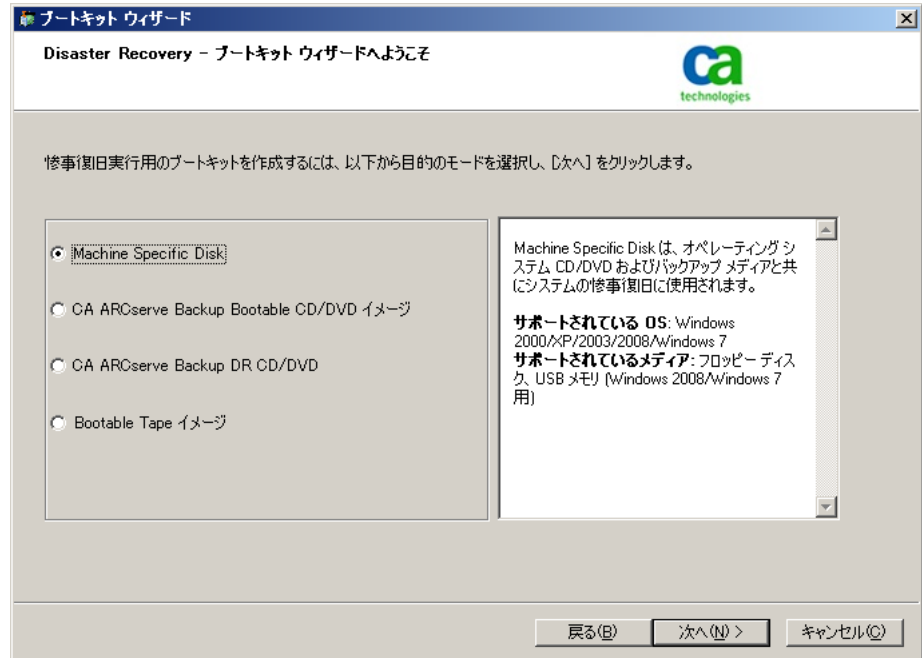 ブートキット ウィザード
Disaster Recovery - ブートキット ウィザードへようこそ
ca
technologies
惨事復旧実行用のブートキットを作成するには、以下から目的のモードを選択し、[次へ] をクリックします。
Machine Specific Disk
CA ARCserve Backup Bootable CD/DVD イメージ
CA ARCserve Backup DR CD/DVD
Bootable Tape イメージ
Machine Specific Disk は、オペレーティング シ
ステム CD/DVD およびバックアップ メディアと共
にシステムの惨事復旧に使用されます。
サポートされている OS: Windows
2000/XP/2003/2008/Windows 7
サポートされているメディア: フロッピー ディス
ク、USB メモリ (Windows 2008/Windows 7
用)
戻る(B)
次へ(N) >
キャンセル(C)